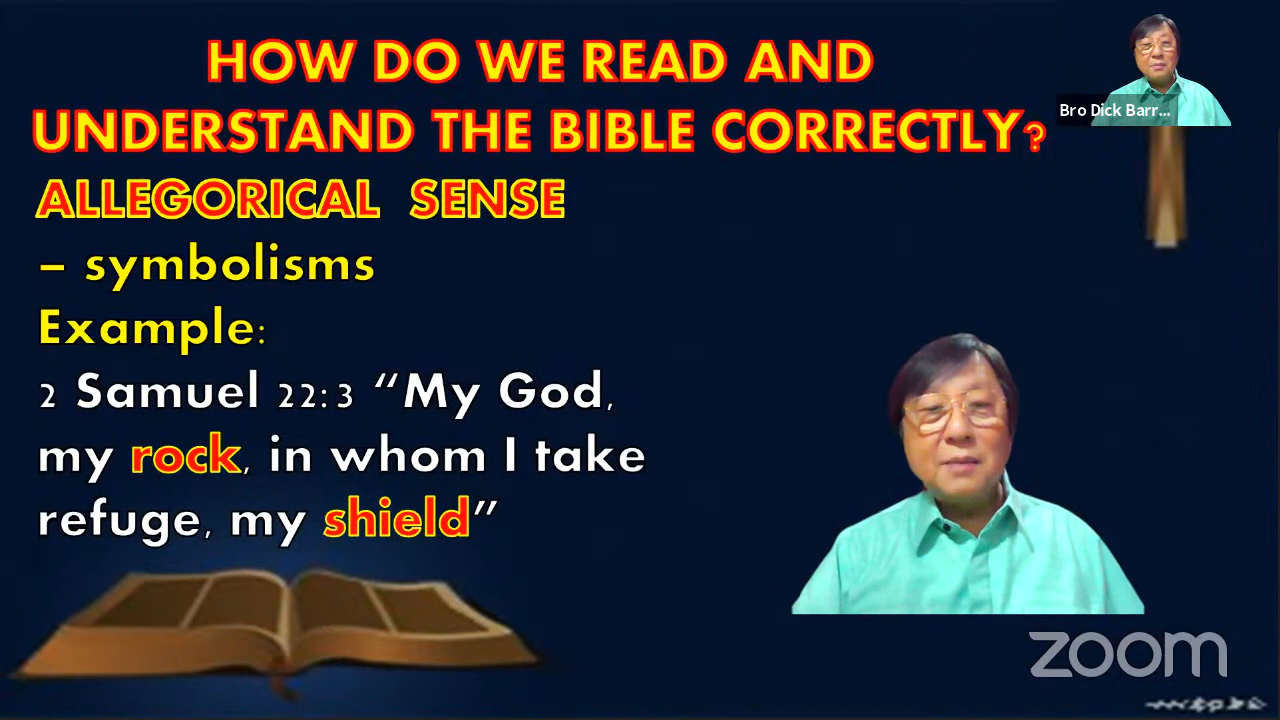 HOW DO WE READ AND
UNDERSTAND THE BIBLE CORRECTLY?
Bro Dick Barr...
ALLEGORICAL SENSE
– symbolisms
Example:
2 Samuel 22:3 “My God,
my rock, in whom I take
refuge, my shield”
zoom